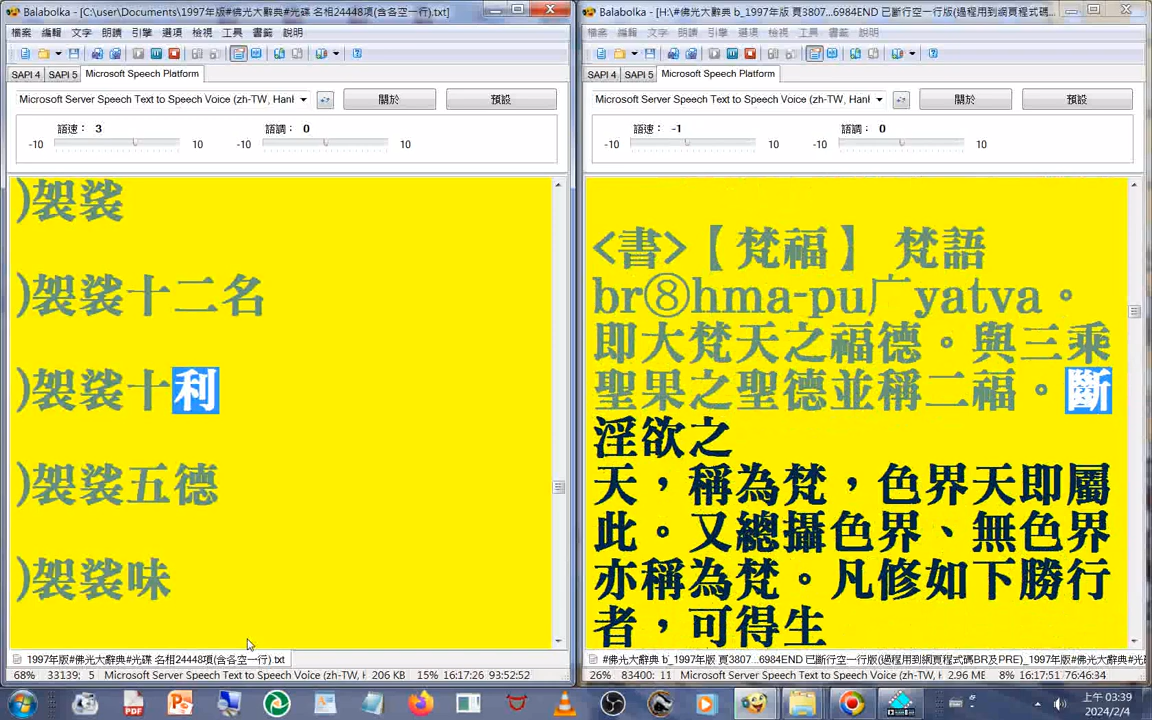 Balabolka - [C:\user\Documents\1997年版#佛光大辭典#光碟 名相24448項(含各空一行).txt]
檔案 編輯 文字 朗讀 引擎 選項 檢視 工具 書籤 說明
SAPI 4 SAPI 5 Microsoft Speech Platform
Microsoft Server Speech Text to Speech Voice (zh-TW, Hanl 關於 預設
語速： 3 語調： 0
-10 10 -10 10
)袈裟
)袈裟十二名
)袈裟十利
)袈裟五德
)袈裟味
1997年版#佛光大辭典#光碟 名相24448項(含各空一行).txt
68% 33139; 5 Microsoft Server Speech Text to Speech Voice (zh-TW, H 206 KB 15% 16:17:26 93:52:52
Balabolka - [H:\#佛光大辭典 b_1997年版 頁3807...6984END 已斷行空一行版(過程用到網頁程式碼...
檔案 編輯 文字 朗讀 引擎 選項 檢視 工具 書籤 說明
SAPI 4 SAPI 5 Microsoft Speech Platform
Microsoft Server Speech Text to Speech Voice (zh-TW, Hanl 關於 預設
語速： -1 語調： 0
-10 10 -10 10
<書>【梵福】 梵語
br⑧hma-pu⺁yatva。
即大梵天之福德。與三乘
聖果之聖德並稱二福。斷
淫欲之
天，稱為梵，色界天即屬
此。又總攝色界、無色界
亦稱為梵。凡修如下勝行
者，可得生
#佛光大辭典 b_1997年版 頁3807...6984END 已斷行空一行版(過程用到網頁程式碼BR及PRE)_1997年版#光
26% 83400: 11 Microsoft Server Speech Text to Speech Voice (zh-TW, H 2.96 ME 8% 16:17:51 76:46:34
上午 03:39
2024/2/4